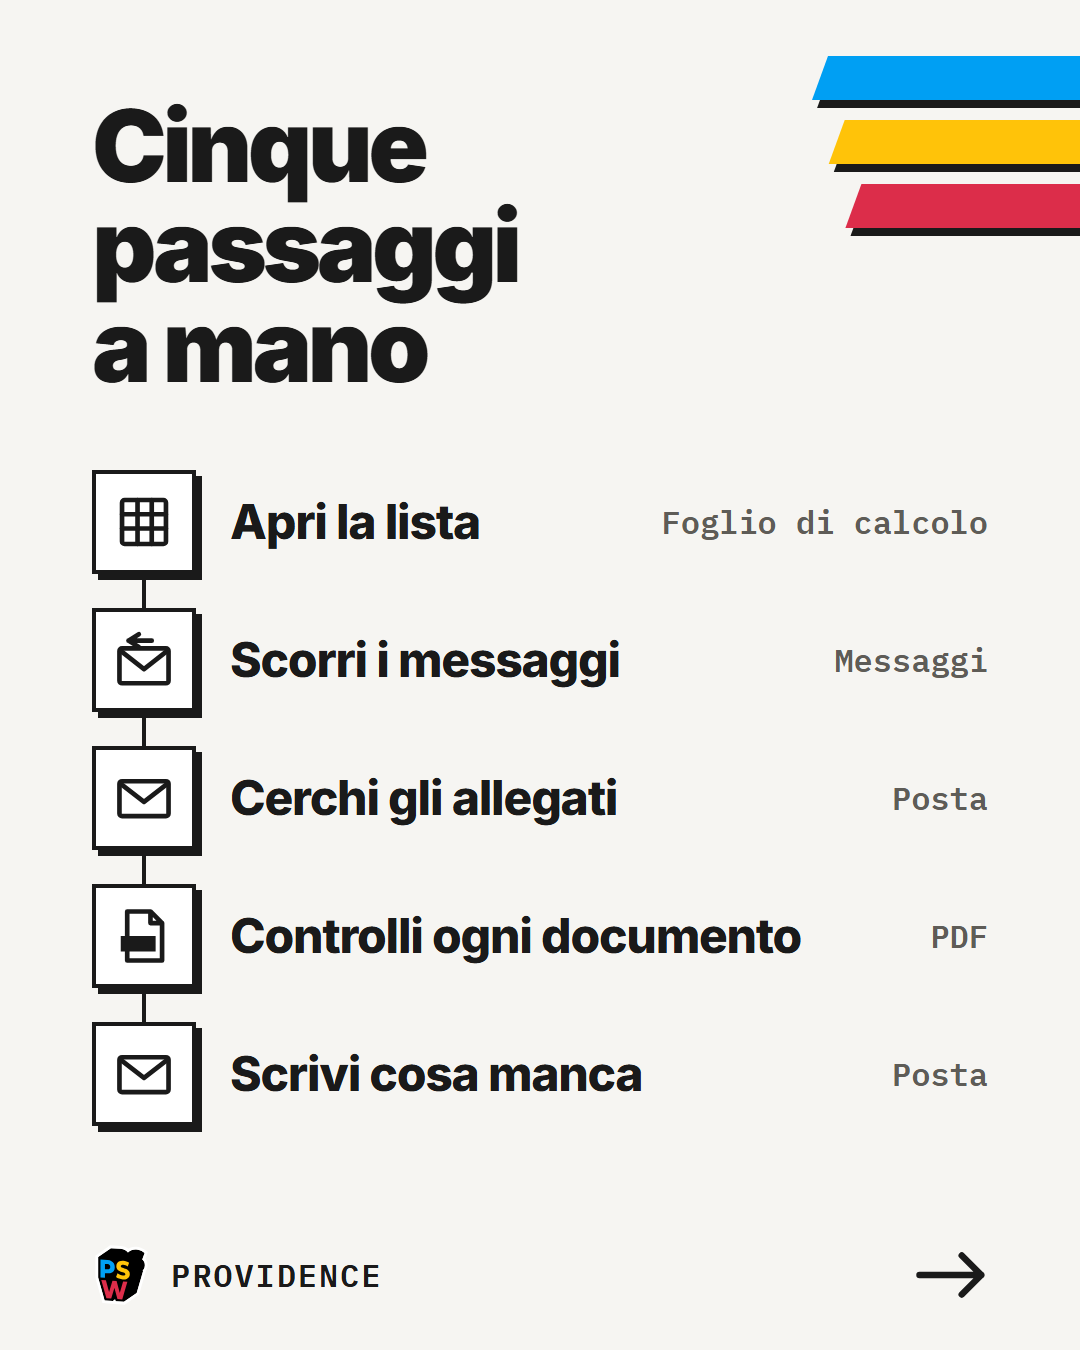 Cinque
passaggi
a mano
Apri la lista
Foglio di calcolo
Scorri i messaggi
Messaggi
Cerchi gli allegati
Posta
Controlli ogni documento
PDF
Scrivi cosa manca
Posta
PS
W
PROVIDENCE